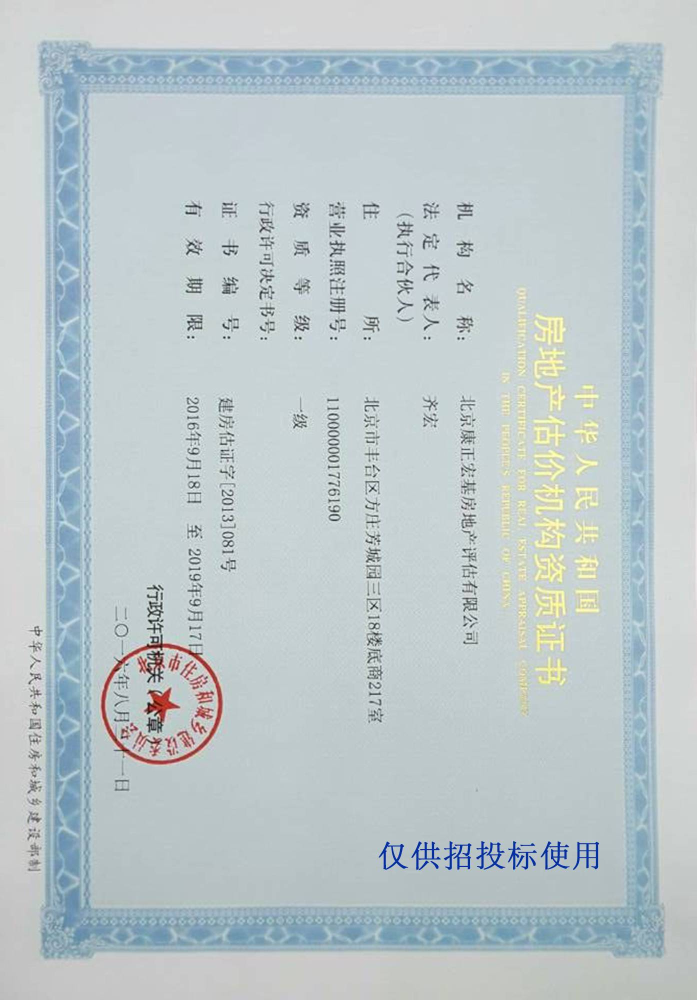 中华人民共和国
房地产估价机构资质证书
QUALIFICATION CERTIFICATE FOR REAL ESTATE APPRAISAL COMPANY
IN THE PEOPLE'S REPUBLIC OF CHINA
机构名称： 北京康正宏基房地产评估有限公司
法定代表人： 齐宏
（执行合伙人）
住所： 北京市丰台区方庄芳城园三区18楼底商217室
营业执照注册号： 110000001776190
资质等级： 一级
行政许可决定书号：
证书编号： 建房估证字[2013]081号
有效期限： 2016年9月18日 至 2019年9月17日
行政许可机关（公章）
市住房和城乡建设委员会
二〇一六年八月三十一日
中华人民共和国住房和城乡建设部制
仅供招投标使用